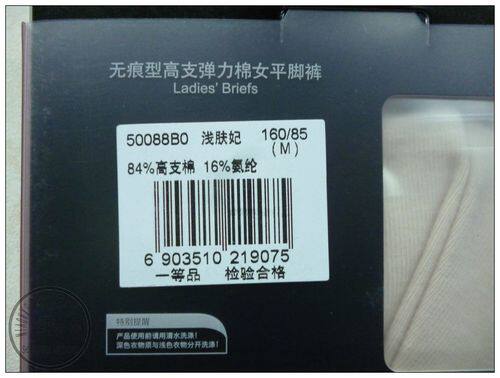 无痕型高支弹力棉女平脚裤
Ladies' Briefs
50088B0 浅肤妃 160/85
(M)
84%高支棉 16%氨纶
6 903510 219075
一等品 检验合格
特别提醒
产品使用前请用清水洗涤！
深色衣物须与浅色衣物分开洗涤！